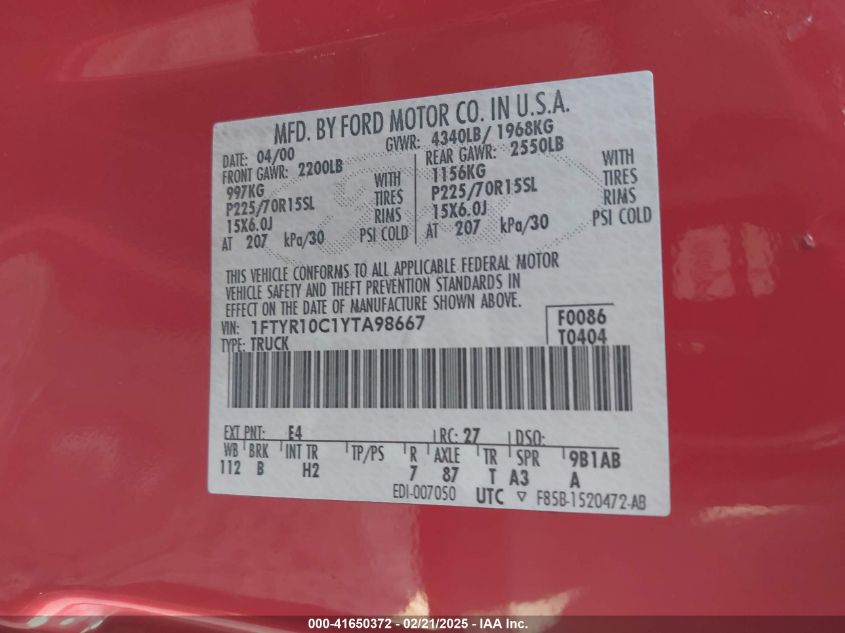 MFD. BY FORD MOTOR CO. IN U.S.A.
DATE: 04/00 GVWR: 4340LB/ 1968KG
FRONT GAWR: 2200LB REAR GAWR: 2550LB
997KG WITH 1156KG WITH
P225/70R15SL TIRES P225/70R15SL TIRES
15X6.0J RIMS 15X6.0J RIMS
AT 207 kPa/30 PSI COLD AT 207 kPa/30 PSI COLD
THIS VEHICLE CONFORMS TO ALL APPLICABLE FEDERAL MOTOR
VEHICLE SAFETY AND THEFT PREVENTION STANDARDS IN
EFFECT ON THE DATE OF MANUFACTURE SHOWN ABOVE.
VIN: 1FTYR10C1YTA98667 F0086
TYPE: TRUCK T0404
EXT PNT: E4 RC: 27 DSO:
WB BRK INT TR TP/PS R AXLE TR SPR 9B1AB
112 B H2 7 87 T A3 A
EDI-007050 UTC ▽ F85B-1520472-AB
000-41650372 - 02/21/2025 - IAA Inc.